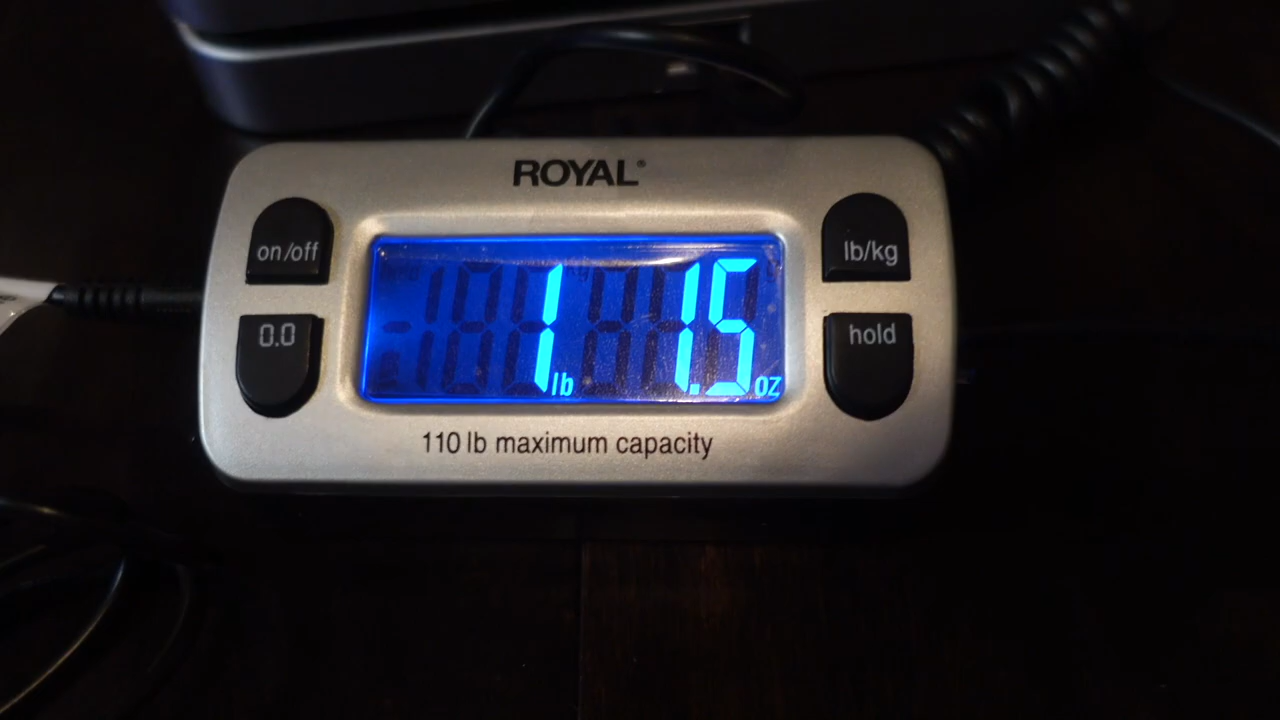 ROYAL®
on/off
lb/kg
1 lb 1.5 oz
0.0
hold
110 lb maximum capacity